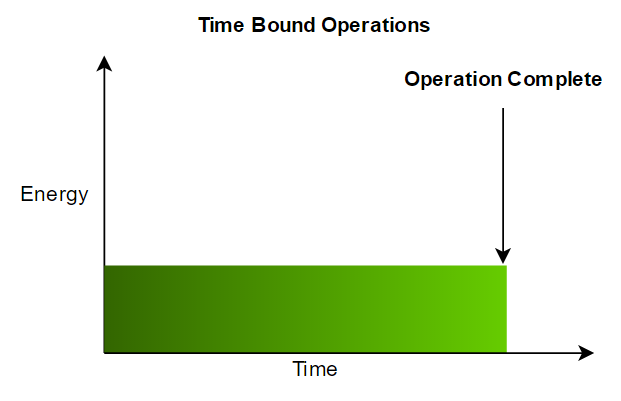 Time Bound Operations
Operation Complete
Energy
Time